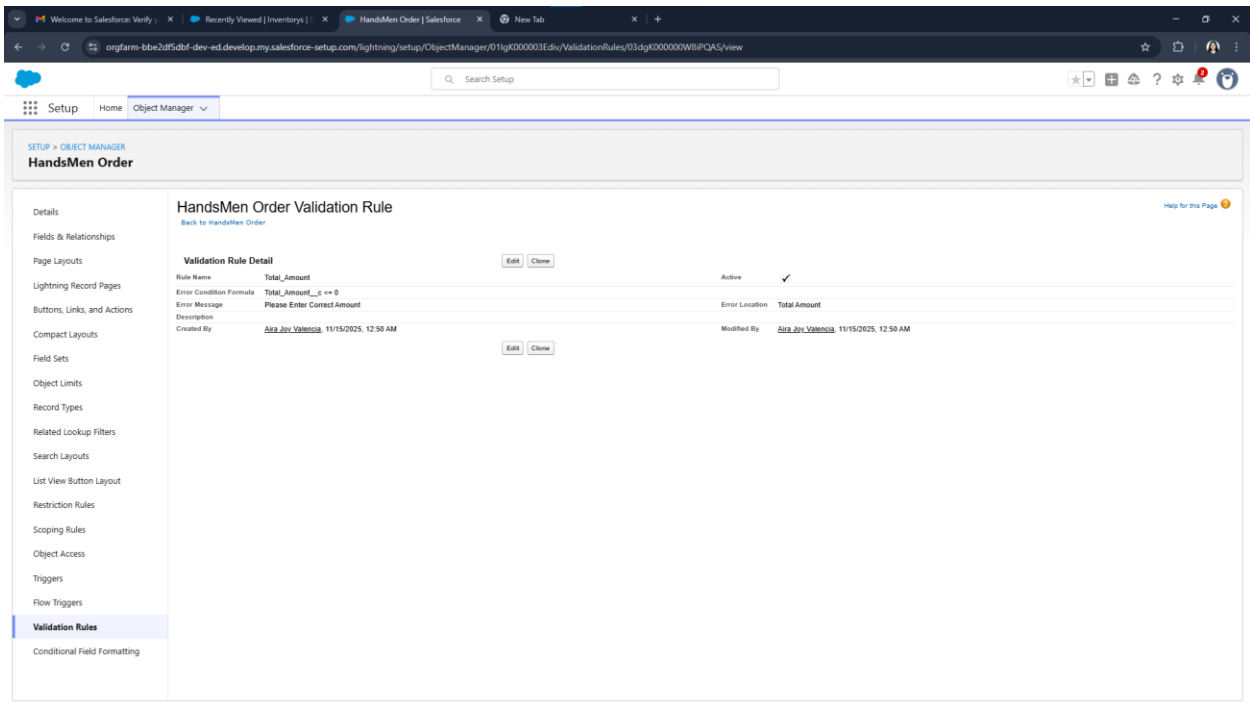 Welcome to Salesforce: Verify y
Recently Viewed | Inventorys | S
HandsMen Order | Salesforce
New Tab
orgfarm-bbe2df5dbf-dev-ed.develop.my.salesforce-setup.com/lightning/setup/ObjectManager/01IgK000003Ediv/ValidationRules/03dgK000000W8iPQAS/view
Search Setup
2
Setup Home Object Manager
SETUP > OBJECT MANAGER
HandsMen Order
Details
Fields & Relationships
Page Layouts
Lightning Record Pages
Buttons, Links, and Actions
Compact Layouts
Field Sets
Object Limits
Record Types
Related Lookup Filters
Search Layouts
List View Button Layout
Restriction Rules
Scoping Rules
Object Access
Triggers
Flow Triggers
Validation Rules
Conditional Field Formatting
HandsMen Order Validation Rule
Back to HandsMen Order
Help for this Page
Validation Rule Detail Edit Clone
Rule Name Total_Amount Active ✓
Error Condition Formula Total_Amount__c <= 0
Error Message Please Enter Correct Amount Error Location Total Amount
Description
Created By Aira Joy Valencia, 11/15/2025, 12:50 AM Modified By Aira Joy Valencia, 11/15/2025, 12:50 AM
Edit Clone